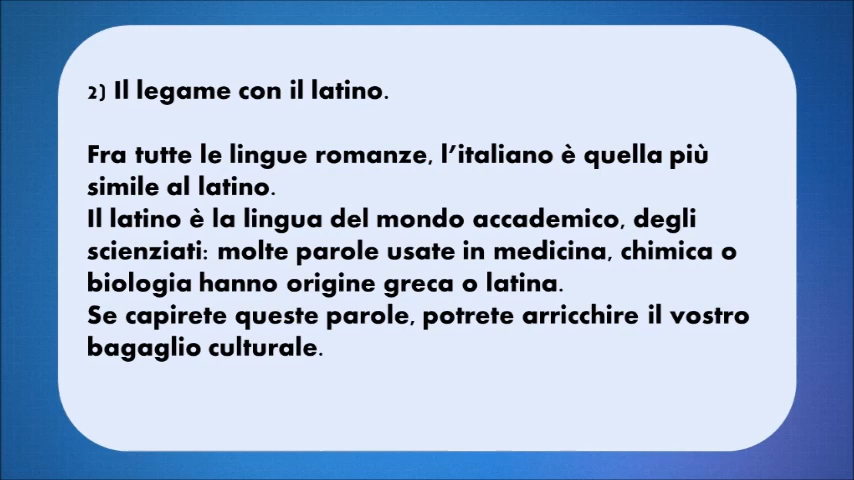 2) Il legame con il latino.
Fra tutte le lingue romanze, l'italiano è quella più
simile al latino.
Il latino è la lingua del mondo accademico, degli
scienziati: molte parole usate in medicina, chimica o
biologia hanno origine greca o latina.
Se capirete queste parole, potrete arricchire il vostro
bagaglio culturale.